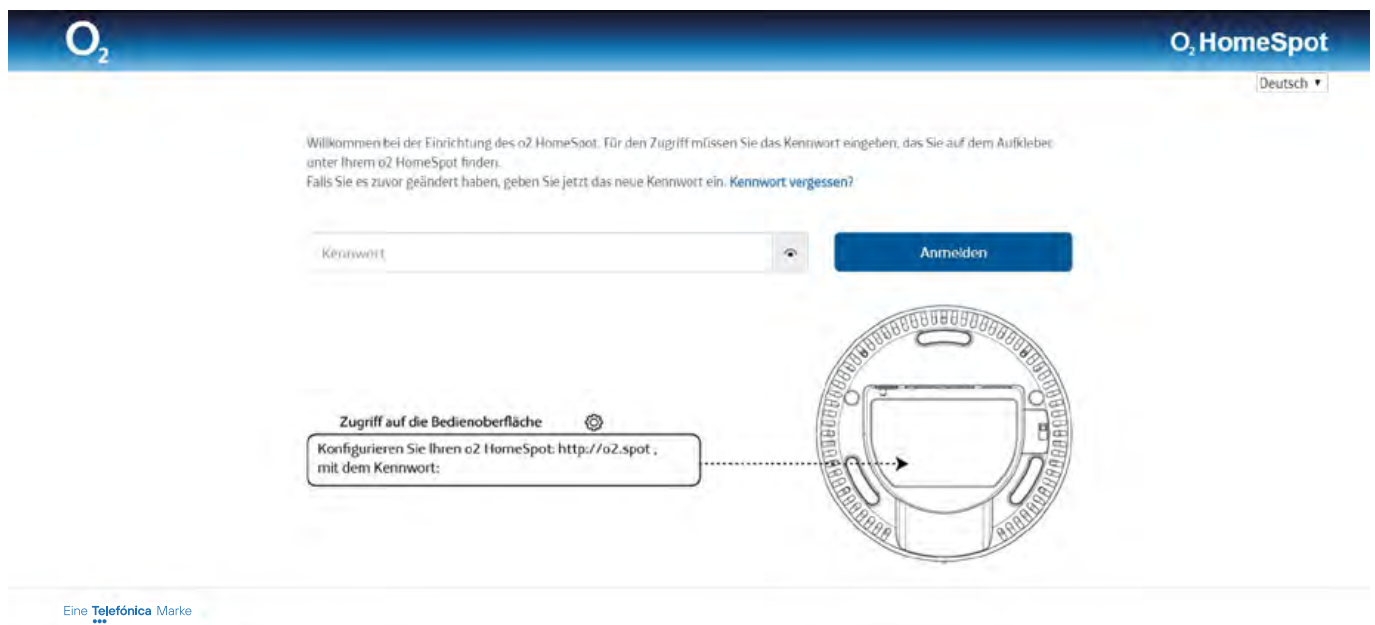 O2
O2 HomeSpot
Deutsch
Willkommen bei der Einrichtung des o2 HomeSpot. Für den Zugriff müssen Sie das Kennwort eingeben, das Sie auf dem Aufkleber
unter Ihrem o2 HomeSpot finden.
Falls Sie es zuvor geändert haben, geben Sie jetzt das neue Kennwort ein. Kennwort vergessen?
Kennwort
Anmelden
Zugriff auf die Bedienoberfläche
Konfigurieren Sie Ihren o2 HomeSpot: http://o2.spot ,
mit dem Kennwort:
Eine Telefónica Marke